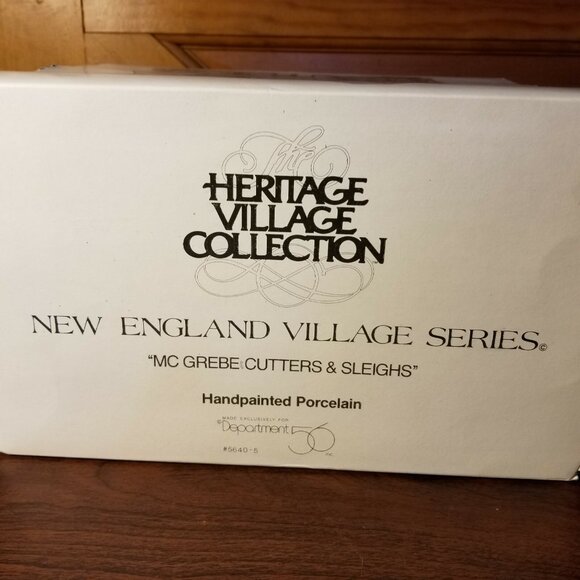 The
HERITAGE
VILLAGE
COLLECTION
NEW ENGLAND VILLAGE SERIES©
"MC GREBE CUTTERS & SLEIGHS"
Handpainted Porcelain
MADE EXCLUSIVELY FOR
©Department 56 INC.
#5640-5